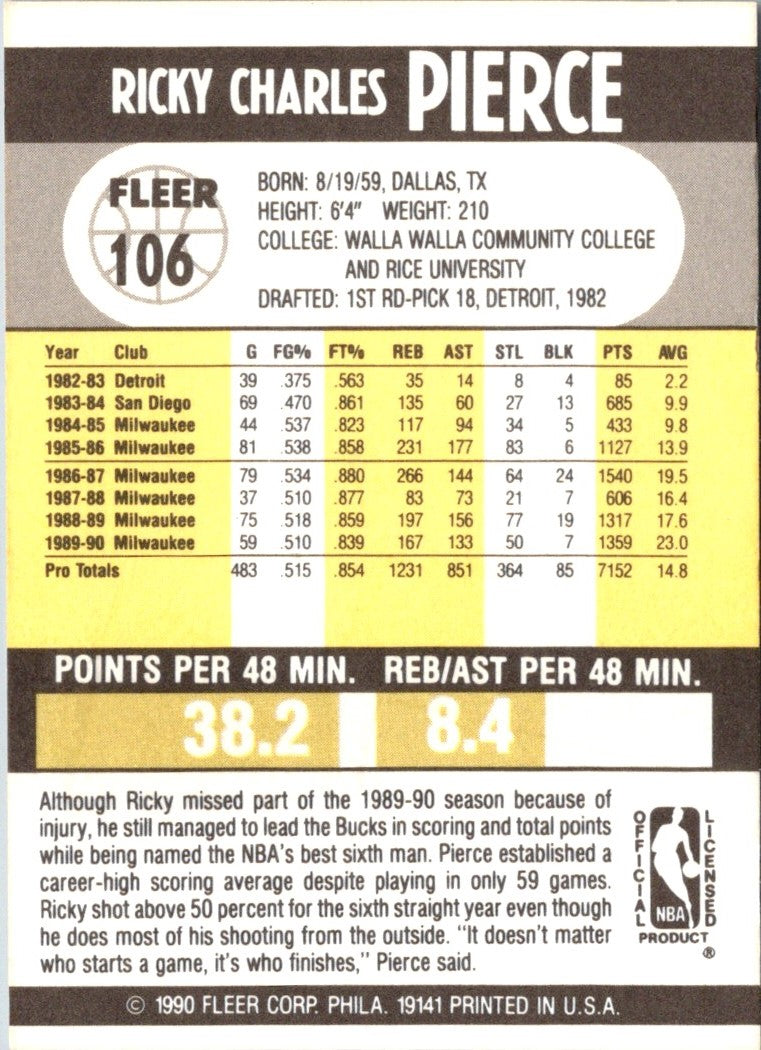 RICKY CHARLES PIERCE
FLEER
106
BORN: 8/19/59, DALLAS, TX
HEIGHT: 6'4" WEIGHT: 210
COLLEGE: WALLA WALLA COMMUNITY COLLEGE
AND RICE UNIVERSITY
DRAFTED: 1ST RD-PICK 18, DETROIT, 1982
Year Club G FG% FT% REB AST STL BLK PTS AVG
1982-83 Detroit 39 .375 .563 35 14 8 4 85 2.2
1983-84 San Diego 69 .470 .861 135 60 27 13 685 9.9
1984-85 Milwaukee 44 .537 .823 117 94 34 5 433 9.8
1985-86 Milwaukee 81 .538 .858 231 177 83 6 1127 13.9
1986-87 Milwaukee 79 .534 .880 266 144 64 24 1540 19.5
1987-88 Milwaukee 37 .510 .877 83 73 21 7 606 16.4
1988-89 Milwaukee 75 .518 .859 197 156 77 19 1317 17.6
1989-90 Milwaukee 59 .510 .839 167 133 50 7 1359 23.0
Pro Totals 483 .515 .854 1231 851 364 85 7152 14.8
POINTS PER 48 MIN. REB/AST PER 48 MIN.
38.2 8.4
Although Ricky missed part of the 1989-90 season because of
injury, he still managed to lead the Bucks in scoring and total points
while being named the NBA's best sixth man. Pierce established a
career-high scoring average despite playing in only 59 games.
Ricky shot above 50 percent for the sixth straight year even though
he does most of his shooting from the outside. "It doesn't matter
who starts a game, it's who finishes," Pierce said.
OFFICIAL
LICENSED
NBA
PRODUCT
®
© 1990 FLEER CORP. PHILA. 19141 PRINTED IN U.S.A.